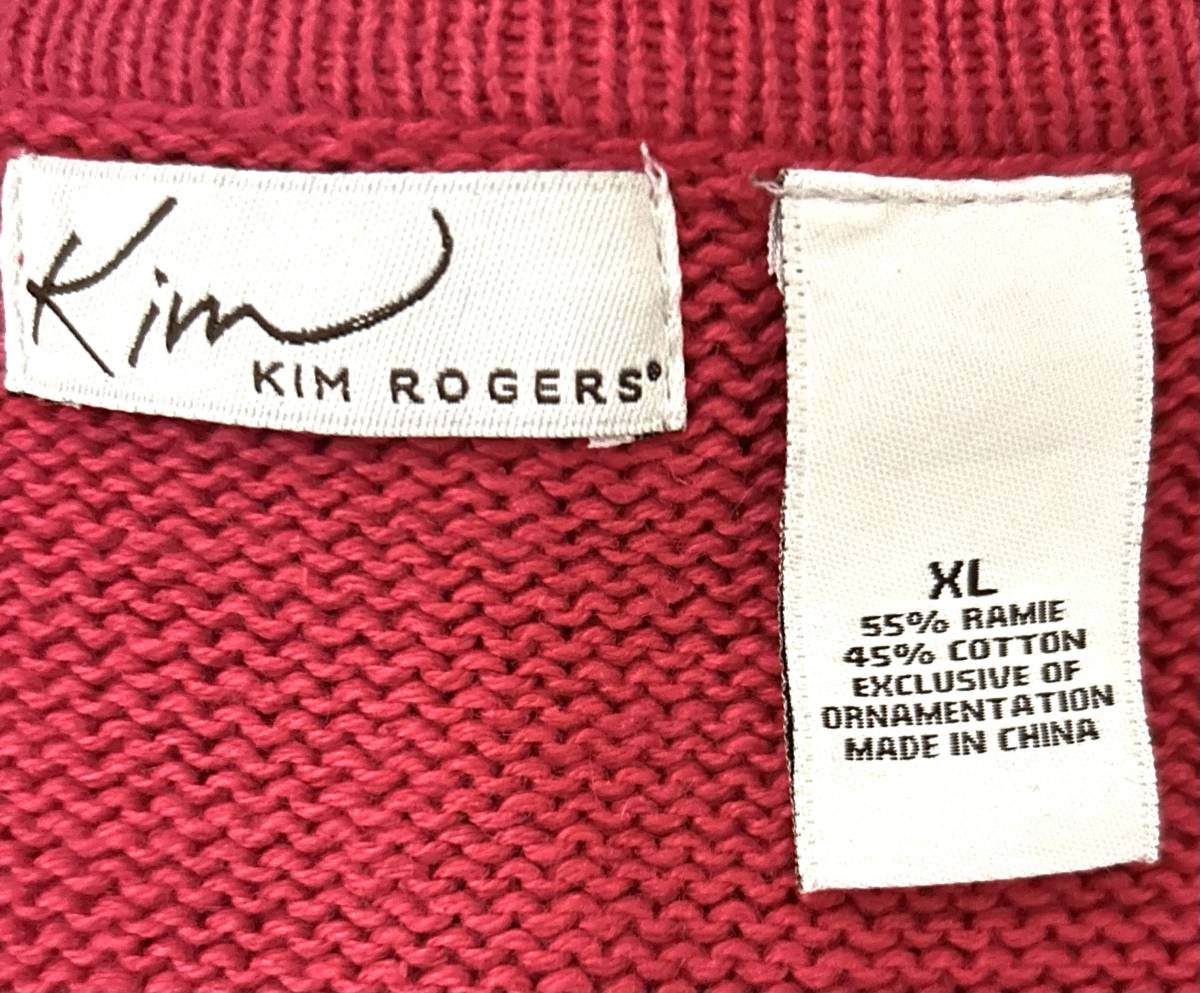 Kim
KIM ROGERS®
XL
55% RAMIE
45% COTTON
EXCLUSIVE OF
ORNAMENTATION
MADE IN CHINA